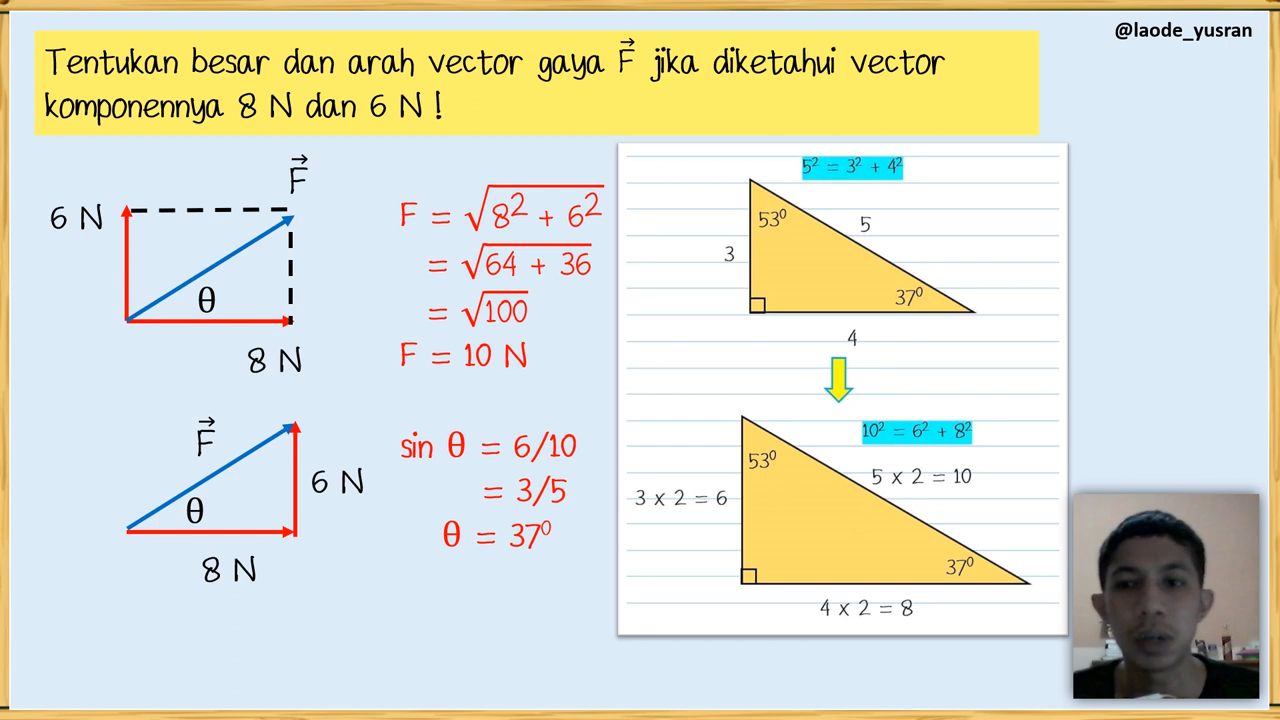 @laode_yusran
Tentukan besar dan arah vector gaya F⃗ jika diketahui vector
komponennya 8 N dan 6 N !
F⃗
6 N
θ
8 N
F = √8² + 6²
= √64 + 36
= √100
F = 10 N
F⃗
6 N
θ
8 N
sin θ = 6/10
= 3/5
θ = 37⁰
5² = 3² + 4²
53⁰
5
3
37⁰
4
10² = 6² + 8²
53⁰
5 x 2 = 10
3 x 2 = 6
37⁰
4 x 2 = 8